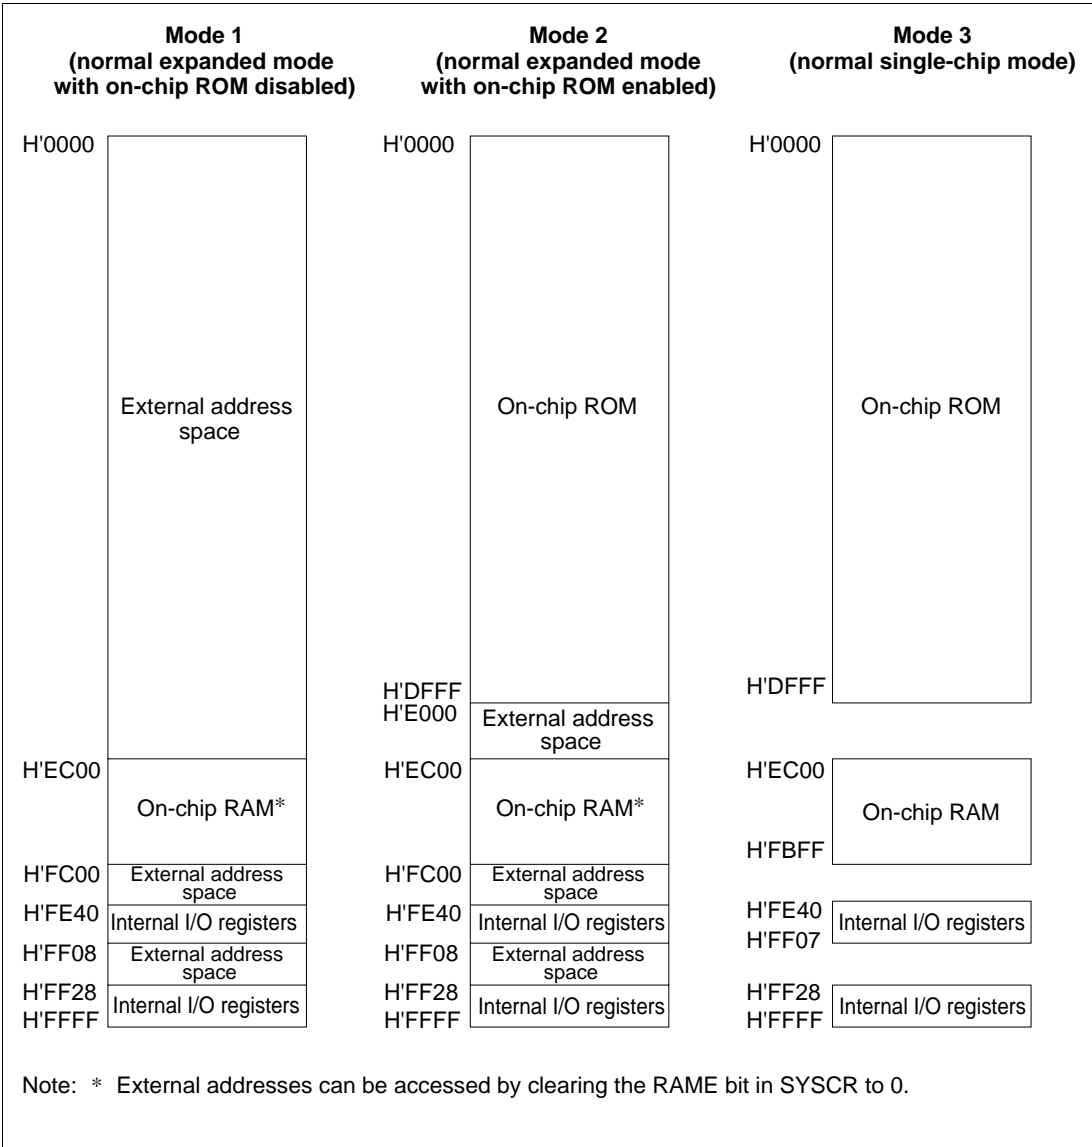 Mode 1
(normal expanded mode
with on-chip ROM disabled)
H'0000
External address
space
H'EC00
On-chip RAM*
H'FC00
External address
space
H'FE40
Internal I/O registers
H'FF08
External address
space
H'FF28
Internal I/O registers
H'FFFF
Mode 2
(normal expanded mode
with on-chip ROM enabled)
H'0000
On-chip ROM
H'DFFF
H'E000
External address
space
H'EC00
On-chip RAM*
H'FC00
External address
space
H'FE40
Internal I/O registers
H'FF08
External address
space
H'FF28
Internal I/O registers
H'FFFF
Mode 3
(normal single-chip mode)
H'0000
On-chip ROM
H'DFFF
H'EC00
On-chip RAM
H'FBFF
H'FE40
Internal I/O registers
H'FF07
H'FF28
Internal I/O registers
H'FFFF
Note: * External addresses can be accessed by clearing the RAME bit in SYSCR to 0.